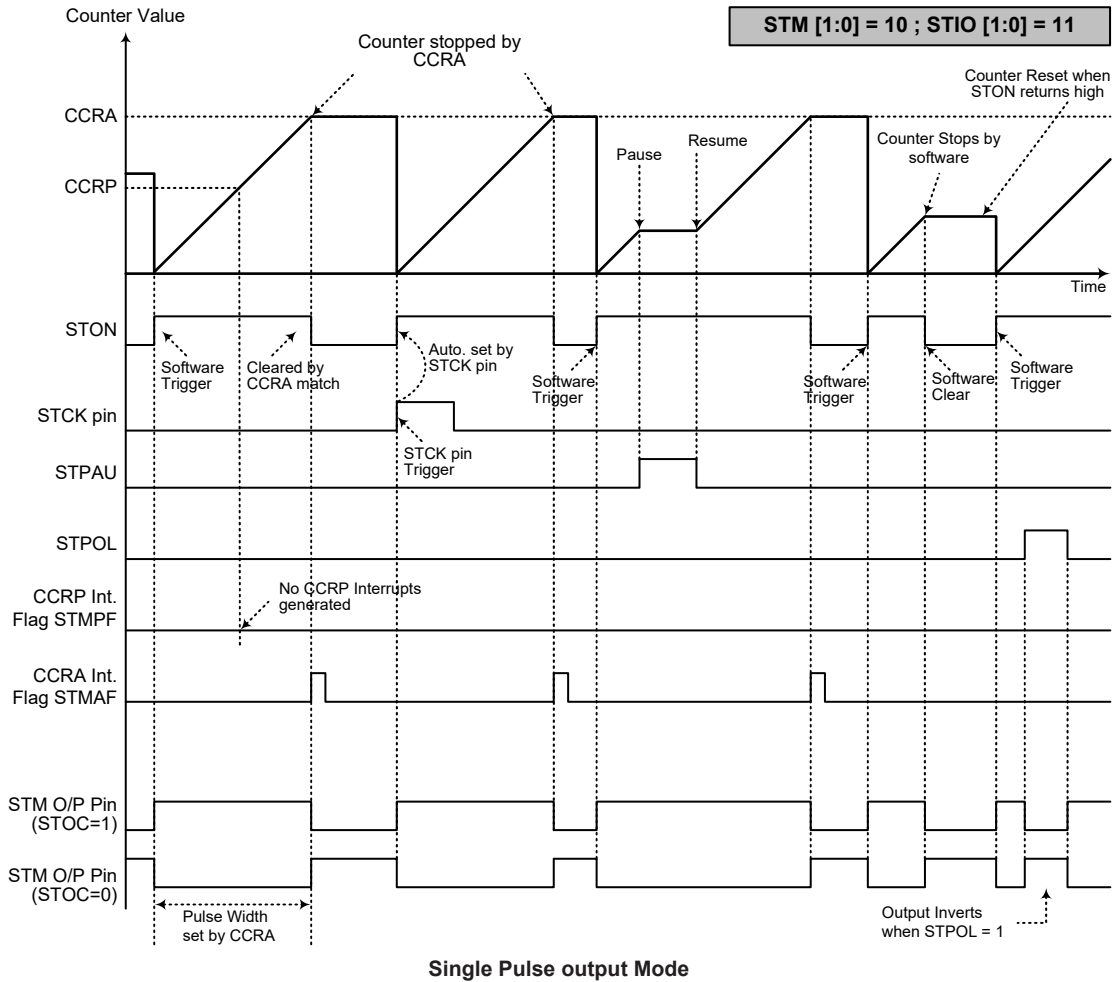 Counter Value
STM [1:0] = 10 ; STIO [1:0] = 11
Counter stopped by
CCRA
Counter Reset when
STON returns high
CCRA
Pause
Resume
Counter Stops by
software
CCRP
Time
STON
Software
Trigger
Cleared by
CCRA match
Auto. set by
STCK pin
Software
Trigger
Software
Trigger
Software
Clear
Software
Trigger
STCK pin
STCK pin
Trigger
STPAU
STPOL
CCRP Int.
Flag STMPF
No CCRP Interrupts
generated
CCRA Int.
Flag STMAF
STM O/P Pin
(STOC=1)
STM O/P Pin
(STOC=0)
Pulse Width
set by CCRA
Output Inverts
when STPOL = 1
Single Pulse output Mode